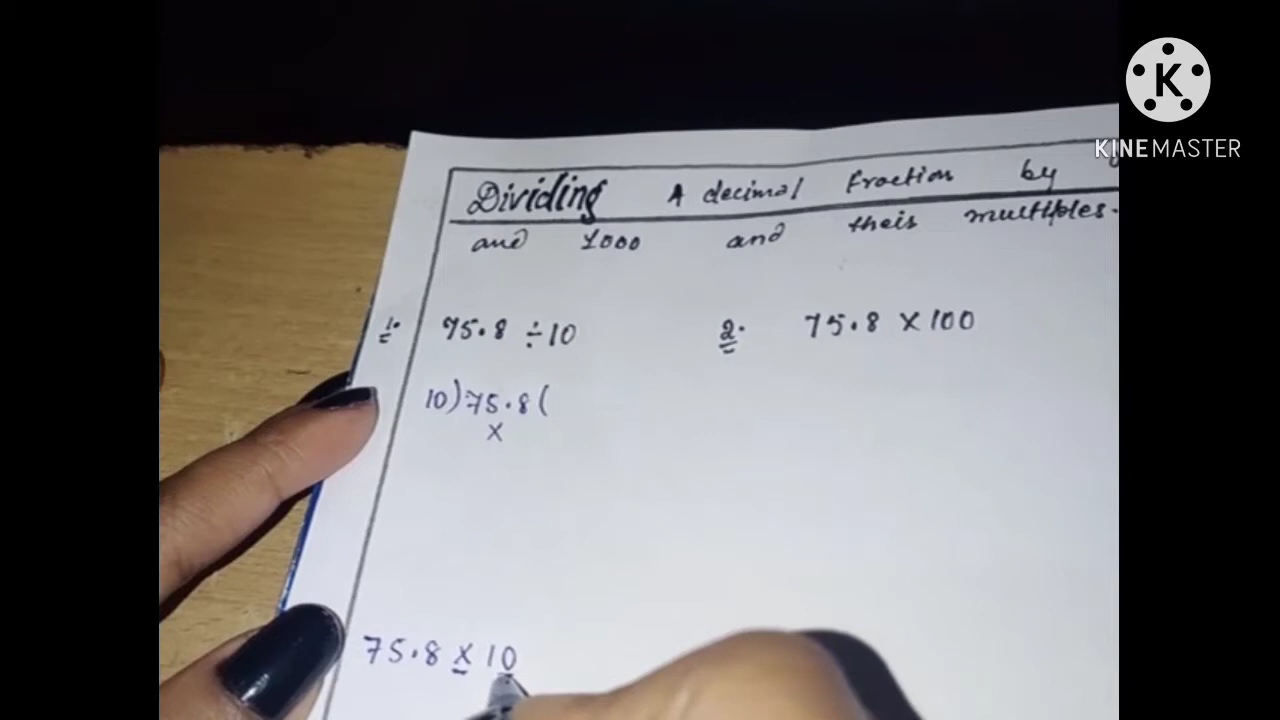 KINEMASTER
Dividing A decimal fraction by
and 1000 and theis multiples.
1. 75.8 ÷ 10
2. 75.8 × 100
10)75.8(
×
75.8 × 10